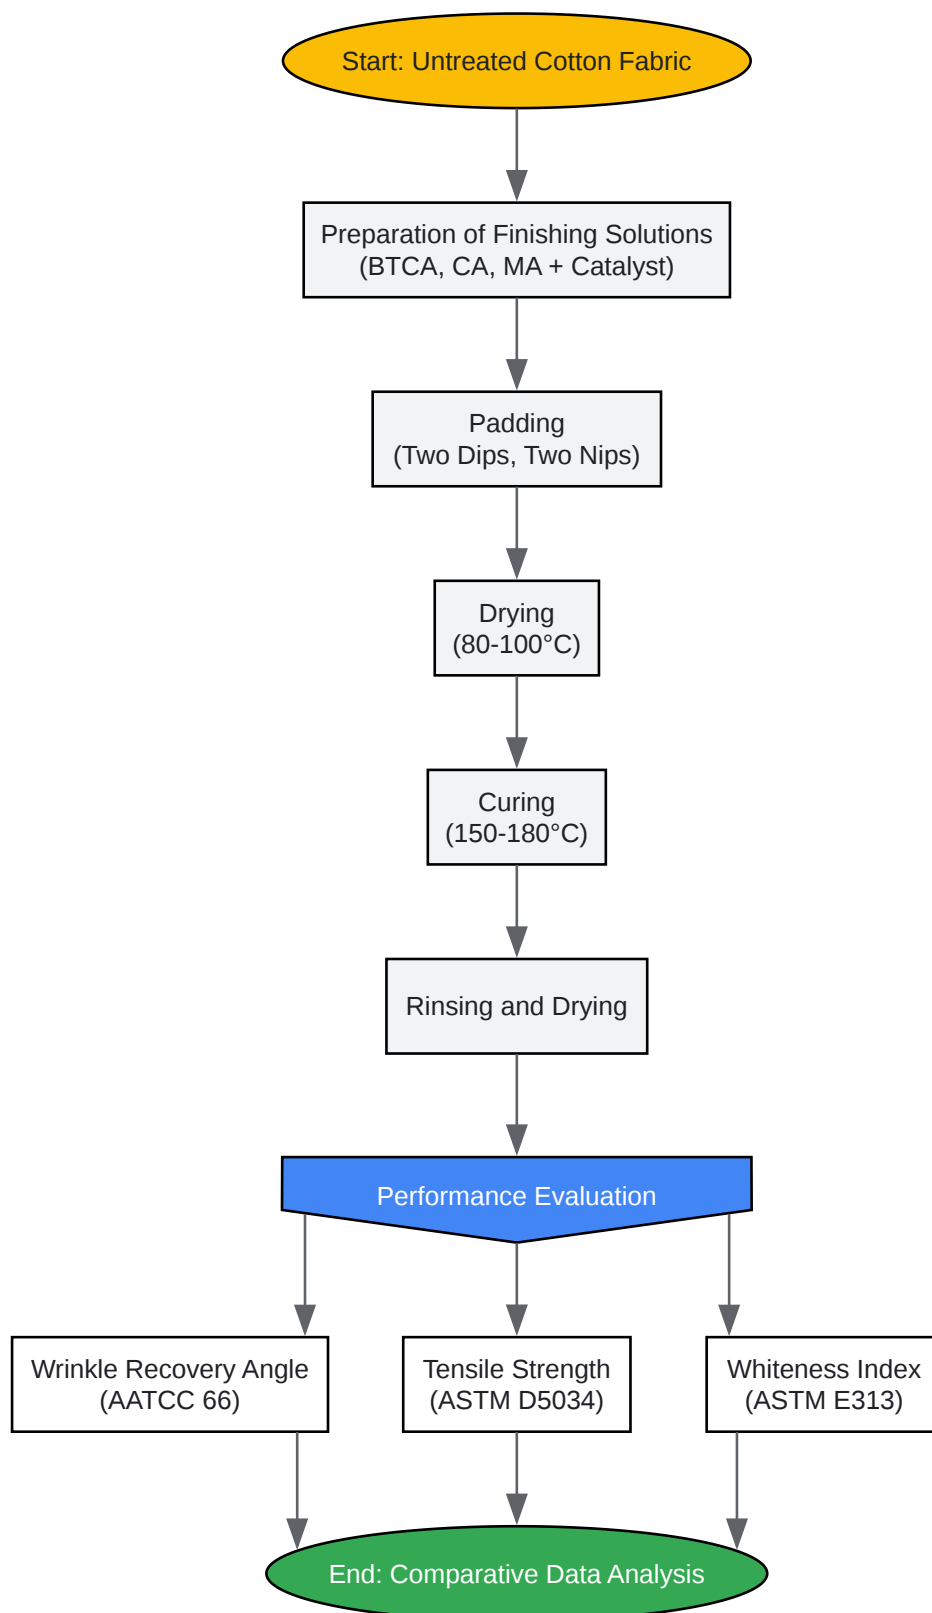 Start: Untreated Cotton Fabric
Preparation of Finishing Solutions
(BTCA, CA, MA + Catalyst)
Padding
(Two Dips, Two Nips)
Drying
(80-100°C)
Curing
(150-180°C)
Rinsing and Drying
Performance Evaluation
Wrinkle Recovery Angle
(AATCC 66)
Tensile Strength
(ASTM D5034)
Whiteness Index
(ASTM E313)
End: Comparative Data Analysis